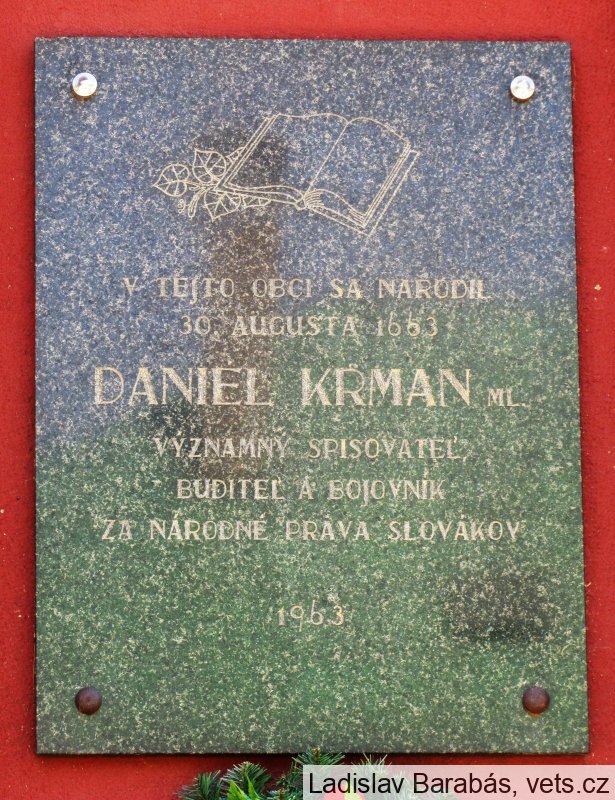 V TEJTO OBCI SA NARODIL
30. AUGUSTA 1663
DANIEL KRMAN ML.
VÝZNAMNÝ SPISOVATEĽ,
BUDITEĽ A BOJOVNÍK
ZA NÁRODNÉ PRÁVA SLOVÁKOV
1963
Ladislav Barabás, vets.cz